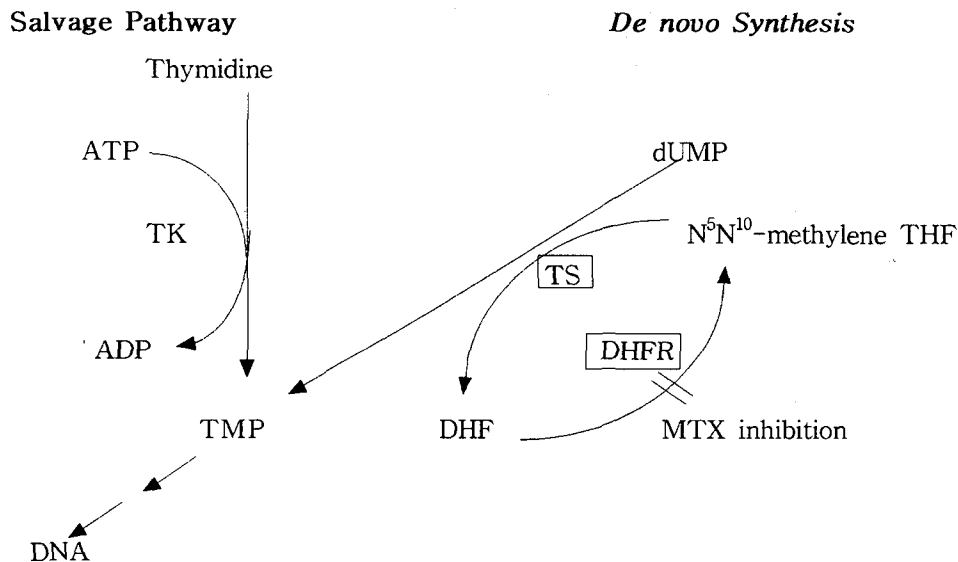 Salvage Pathway
De novo Synthesis
Thymidine
ATP
dUMP
TK
N⁵N¹⁰-methylene THF
TS
ADP
DHFR
TMP
DHF
MTX inhibition
DNA